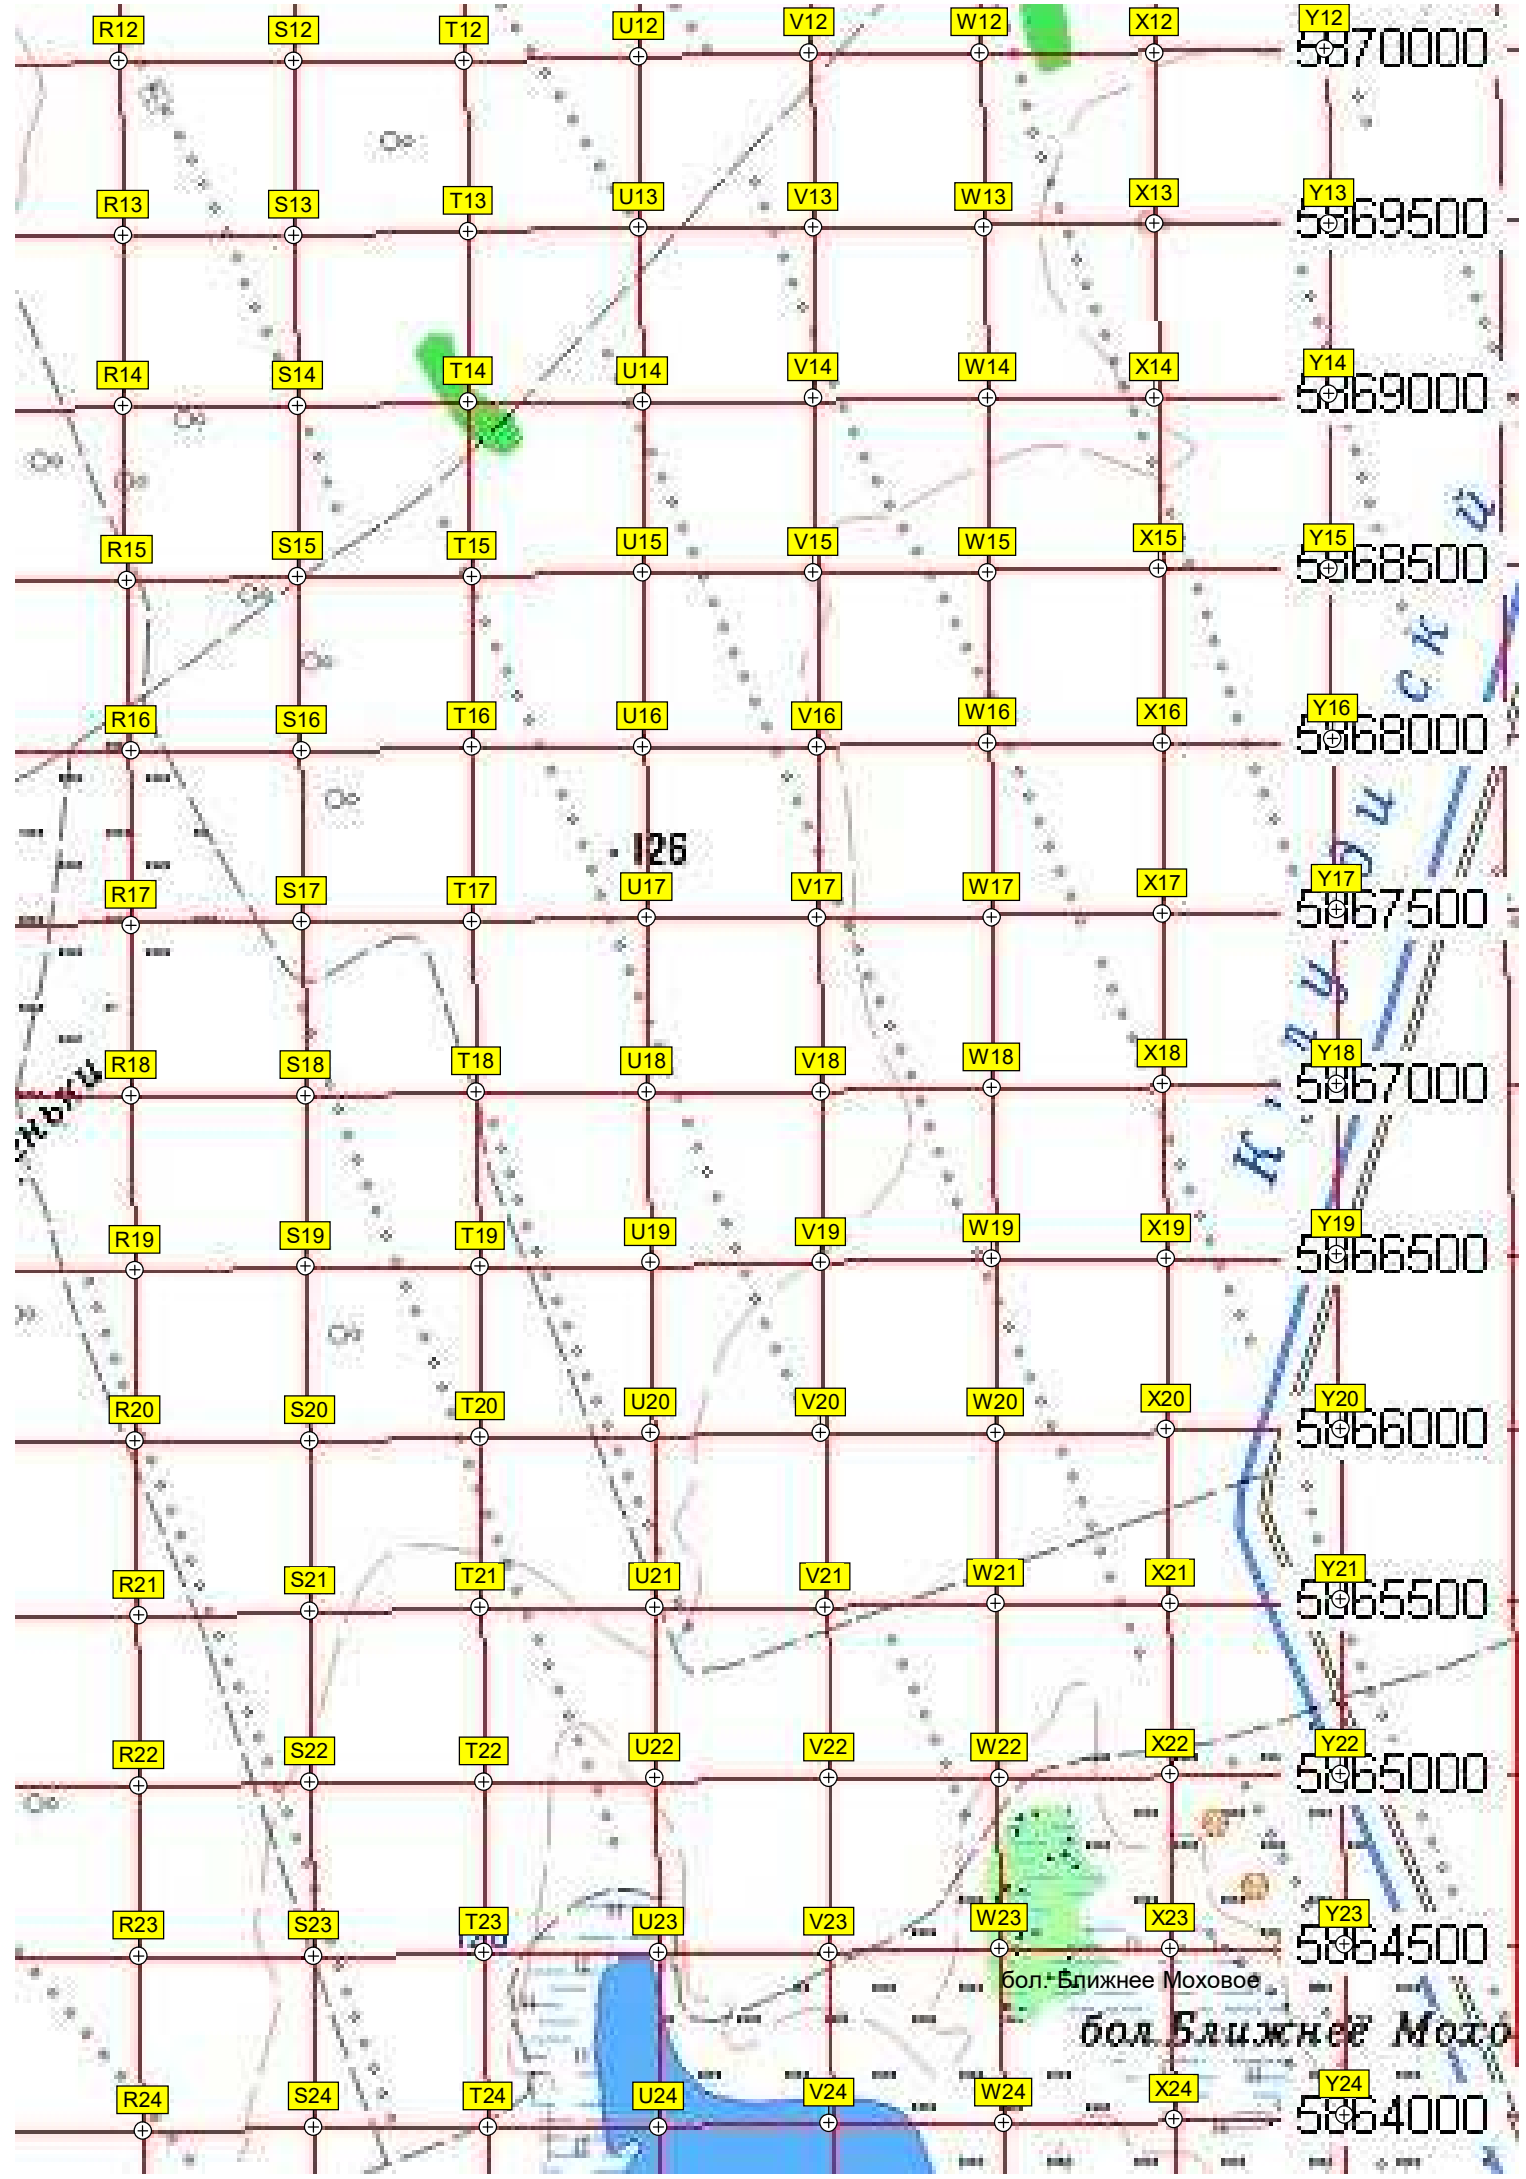 R12 S12 T12 U12 V12 W12 X12 Y12
5870000
R13 S13 T13 U13 V13 W13 X13 Y13
5869500
R14 S14 T14 U14 V14 W14 X14 Y14
5869000
R15 S15 T15 U15 V15 W15 X15 Y15
5868500
R16 S16 T16 U16 V16 W16 X16 Y16
5868000
126
R17 S17 T17 U17 V17 W17 X17 Y17
5867500
R18 S18 T18 U18 V18 W18 X18 Y18
5867000
R19 S19 T19 U19 V19 W19 X19 Y19
5866500
R20 S20 T20 U20 V20 W20 X20 Y20
5866000
R21 S21 T21 U21 V21 W21 X21 Y21
5865500
R22 S22 T22 U22 V22 W22 X22 Y22
5865000
R23 S23 T23 U23 V23 W23 X23 Y23
5864500
бол. Ближнее Моховое
бол. Ближнее Мохо
R24 S24 T24 U24 V24 W24 X24 Y24
5864000